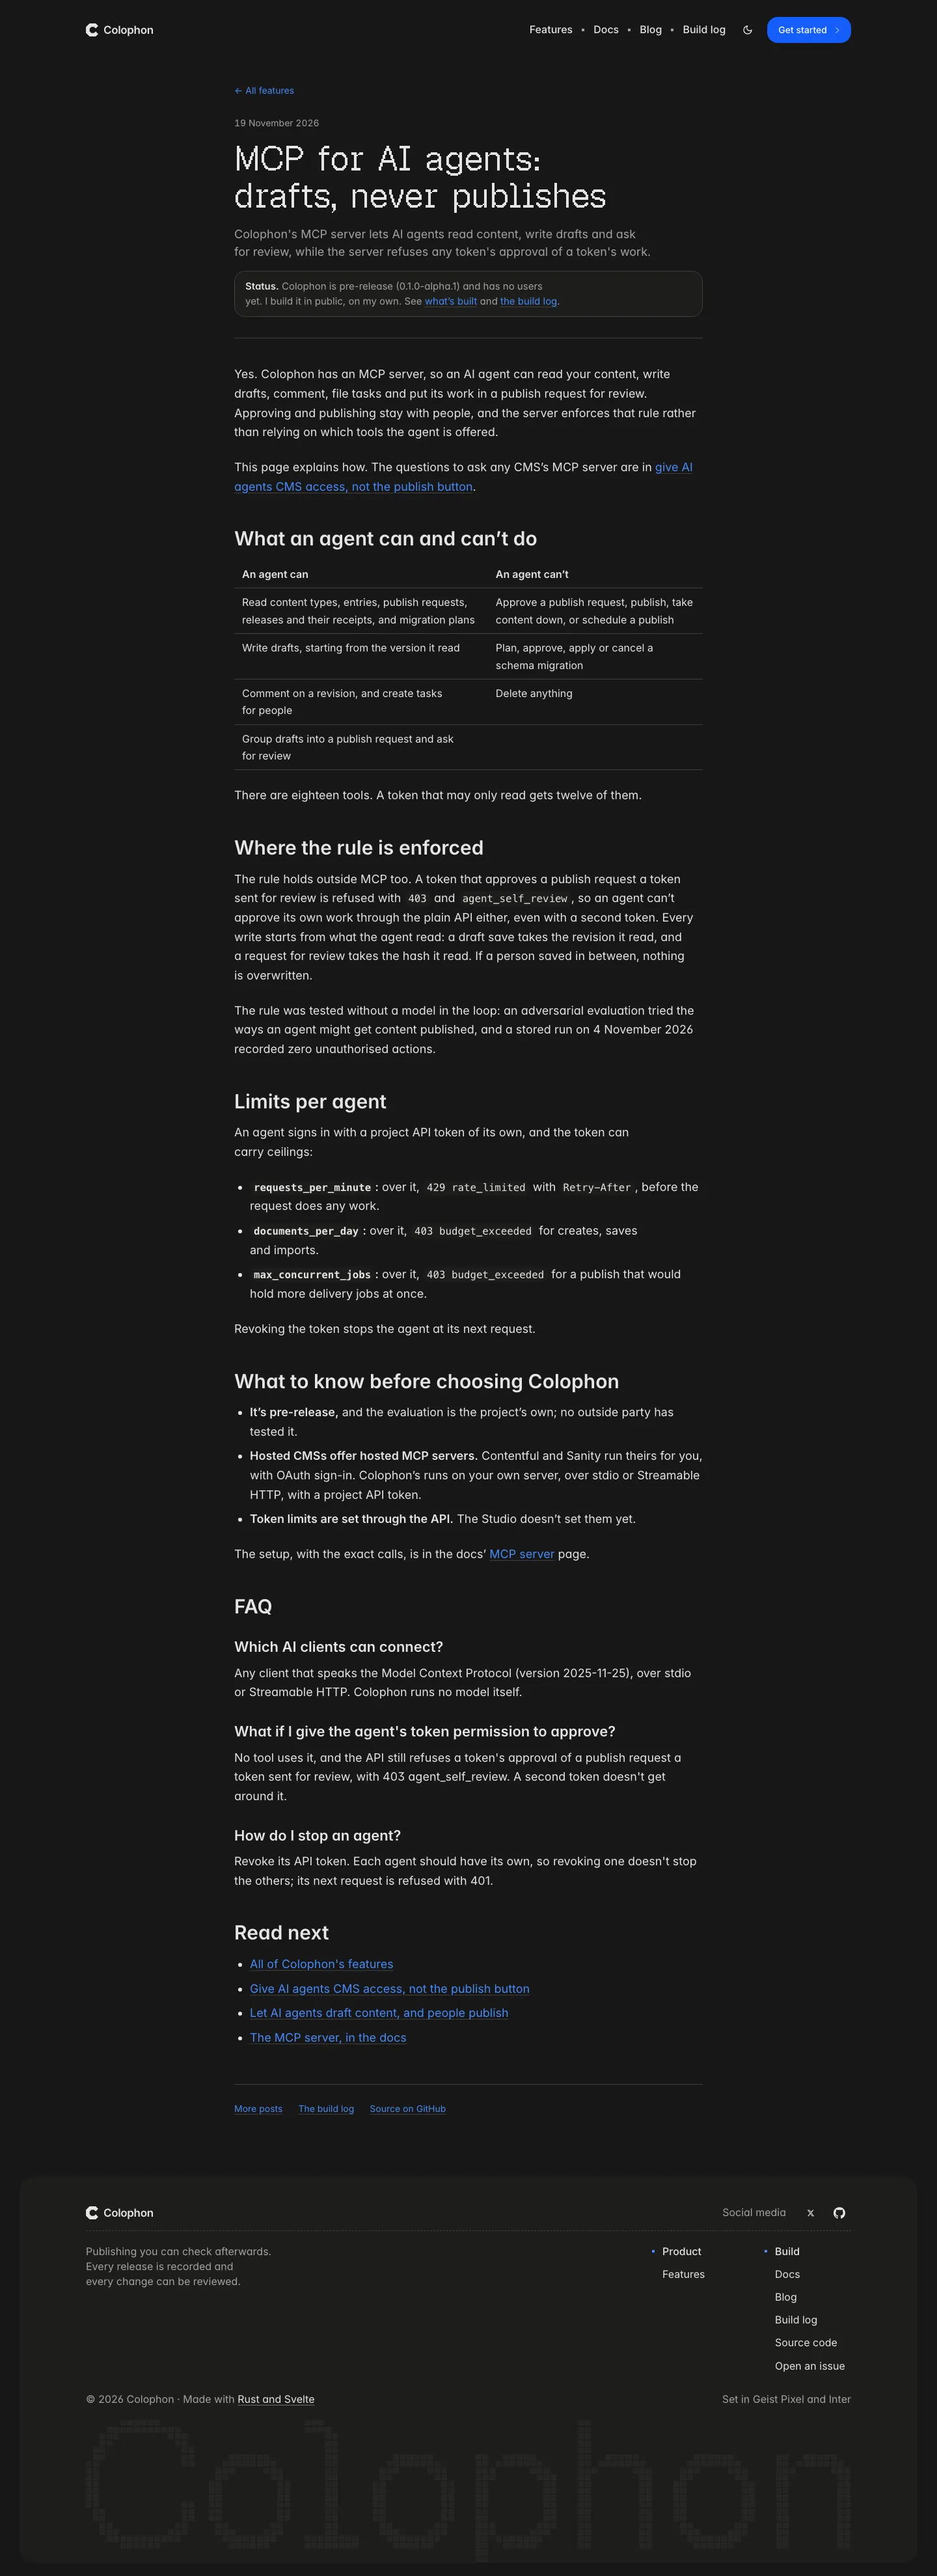 Colophon
Features • Docs • Blog • Build log
Get started
← All features
19 November 2026
MCP for AI agents:
drafts, never publishes
Colophon's MCP server lets AI agents read content, write drafts and ask
for review, while the server refuses any token's approval of a token's work.
Status. Colophon is pre-release (0.1.0-alpha.1) and has no users
yet. I build it in public, on my own. See what's built and the build log.
Yes. Colophon has an MCP server, so an AI agent can read your content, write
drafts, comment, file tasks and put its work in a publish request for review.
Approving and publishing stay with people, and the server enforces that rule rather
than relying on which tools the agent is offered.
This page explains how. The questions to ask any CMS’s MCP server are in give AI
agents CMS access, not the publish button.
What an agent can and can’t do
An agent can
An agent can’t
Read content types, entries, publish requests,
releases and their receipts, and migration plans
Approve a publish request, publish, take
content down, or schedule a publish
Write drafts, starting from the version it read
Plan, approve, apply or cancel a
schema migration
Comment on a revision, and create tasks
for people
Delete anything
Group drafts into a publish request and ask
for review
There are eighteen tools. A token that may only read gets twelve of them.
Where the rule is enforced
The rule holds outside MCP too. A token that approves a publish request a token
sent for review is refused with 403 and agent_self_review, so an agent can’t
approve its own work through the plain API either, even with a second token. Every
write starts from what the agent read: a draft save takes the revision it read, and
a request for review takes the hash it read. If a person saved in between, nothing
is overwritten.
The rule was tested without a model in the loop: an adversarial evaluation tried the
ways an agent might get content published, and a stored run on 4 November 2026
recorded zero unauthorised actions.
Limits per agent
An agent signs in with a project API token of its own, and the token can
carry ceilings:
• requests_per_minute: over it, 429 rate_limited with Retry-After, before the
request does any work.
• documents_per_day: over it, 403 budget_exceeded for creates, saves
and imports.
• max_concurrent_jobs: over it, 403 budget_exceeded for a publish that would
hold more delivery jobs at once.
Revoking the token stops the agent at its next request.
What to know before choosing Colophon
• It’s pre-release, and the evaluation is the project’s own; no outside party has
tested it.
• Hosted CMSs offer hosted MCP servers. Contentful and Sanity run theirs for you,
with OAuth sign-in. Colophon’s runs on your own server, over stdio or Streamable
HTTP, with a project API token.
• Token limits are set through the API. The Studio doesn’t set them yet.
The setup, with the exact calls, is in the docs’ MCP server page.
FAQ
Which AI clients can connect?
Any client that speaks the Model Context Protocol (version 2025-11-25), over stdio
or Streamable HTTP. Colophon runs no model itself.
What if I give the agent's token permission to approve?
No tool uses it, and the API still refuses a token's approval of a publish request a
token sent for review, with 403 agent_self_review. A second token doesn't get
around it.
How do I stop an agent?
Revoke its API token. Each agent should have its own, so revoking one doesn't stop
the others; its next request is refused with 401.
Read next
• All of Colophon's features
• Give AI agents CMS access, not the publish button
• Let AI agents draft content, and people publish
• The MCP server, in the docs
More posts
The build log
Source on GitHub
Colophon
Social media
Publishing you can check afterwards.
Every release is recorded and
every change can be reviewed.
Product
Features
Build
Docs
Blog
Build log
Source code
Open an issue
© 2026 Colophon · Made with Rust and Svelte
Set in Geist Pixel and Inter
Colophon